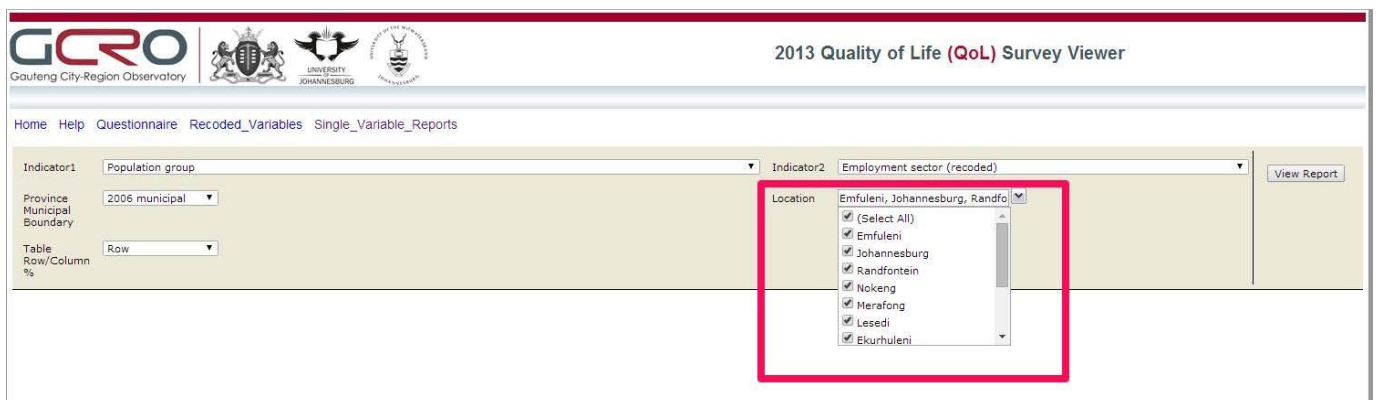 GCRO
Gauteng City-Region Observatory
UNIVERSITY
OF
JOHANNESBURG
2013 Quality of Life (QoL) Survey Viewer
Home Help Questionnaire Recoded_Variables Single_Variable_Reports
Indicator1 Population group Indicator2 Employment sector (recoded) View Report
Province
Municipal
Boundary
2006 municipal
Location Emfuleni, Johannesburg, Randfo
(Select All)
Emfuleni
Johannesburg
Randfontein
Nokeng
Merafong
Lesedi
Ekurhuleni
Table
Row/Column
%
Row